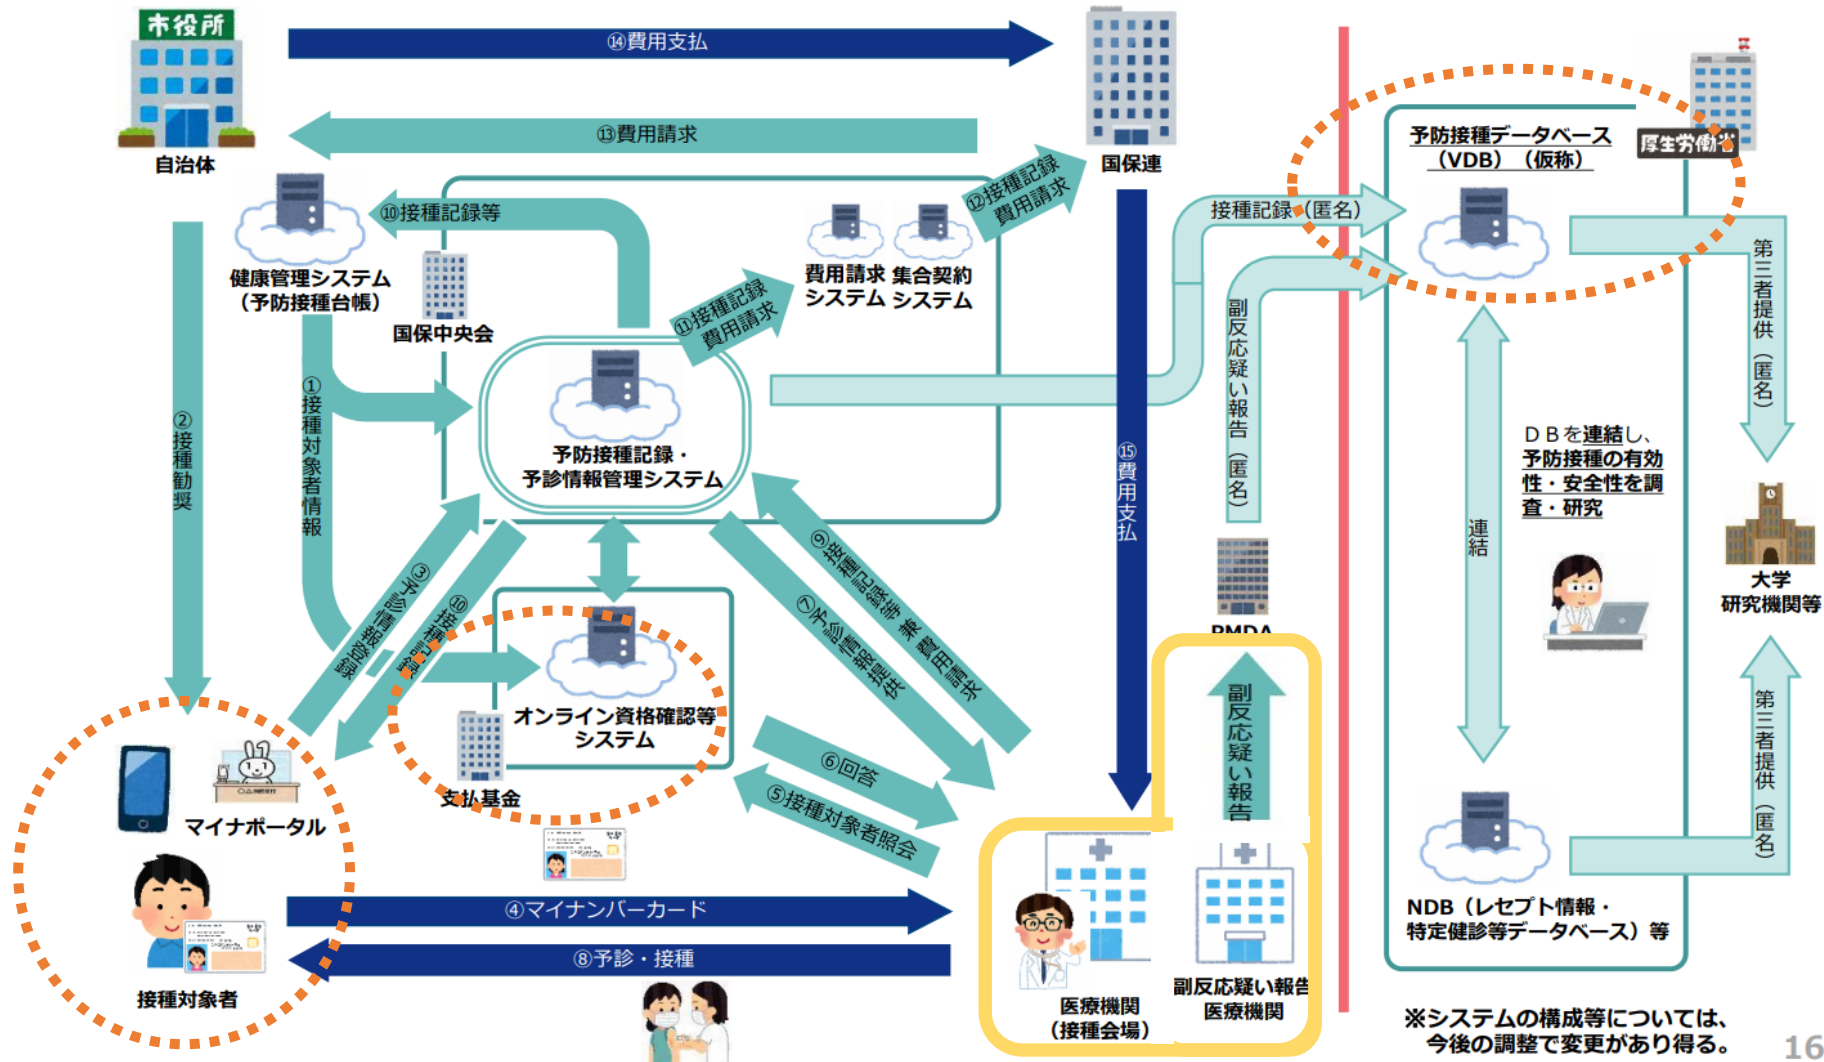 市役所
自治体
⑭費用支払
⑬費用請求
国保連
⑫接種記録
費用請求
⑩接種記録等
健康管理システム
（予防接種台帳）
国保中央会
⑪接種記録
費用請求
費用請求
システム
集合契約
システム
予防接種記録・
予診情報管理システム
①接種対象者情報
②接種勧奨
③予診情報登録
⑩接種記録
⑨接種記録等兼費用請求
⑦予診情報提供
⑮費用支払
オンライン資格確認等
システム
支払基金
⑥回答
⑤接種対象者照会
マイナポータル
④マイナンバーカード
⑧予診・接種
接種対象者
医療機関
（接種会場）
副反応疑い報告
医療機関
副反応疑い報告
PMDA
副反応疑い報告（匿名）
接種記録（匿名）
予防接種データベース
（VDB）（仮称）
厚生労働省
第三者提供（匿名）
ＤＢを連結し、
予防接種の有効
性・安全性を調
査・研究
連結
大学
研究機関等
第三者提供（匿名）
NDB（レセプト情報・
特定健診等データベース）等
※システムの構成等については、
今後の調整で変更があり得る。
16